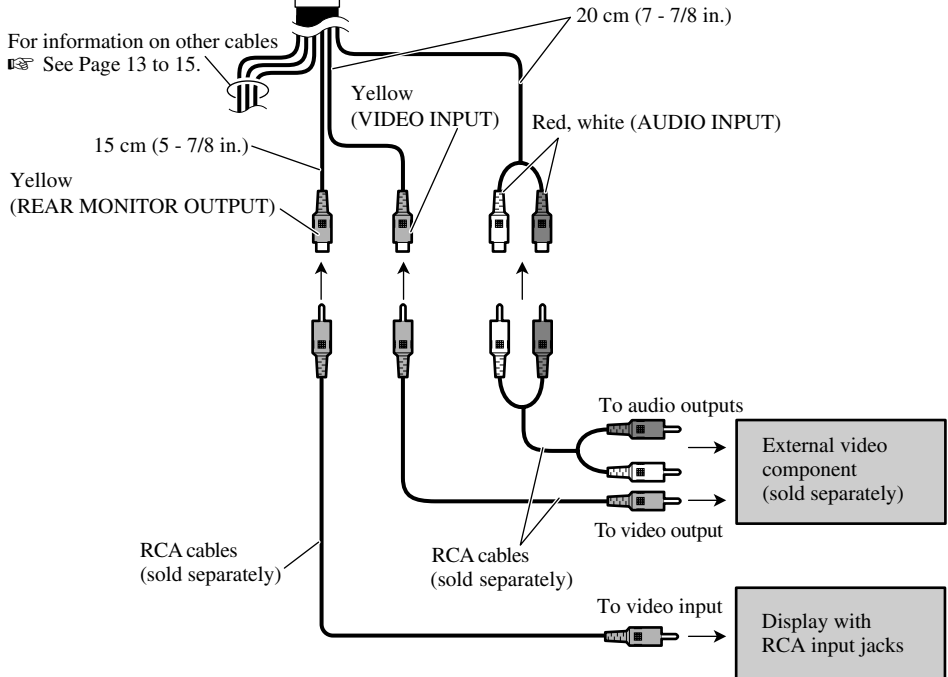 20 cm (7 - 7/8 in.)
For information on other cables
☞ See Page 13 to 15.
Yellow
(VIDEO INPUT)
Red, white (AUDIO INPUT)
15 cm (5 - 7/8 in.)
Yellow
(REAR MONITOR OUTPUT)
To audio outputs
External video
component
(sold separately)
To video output
RCA cables
(sold separately)
RCA cables
(sold separately)
To video input
Display with
RCA input jacks